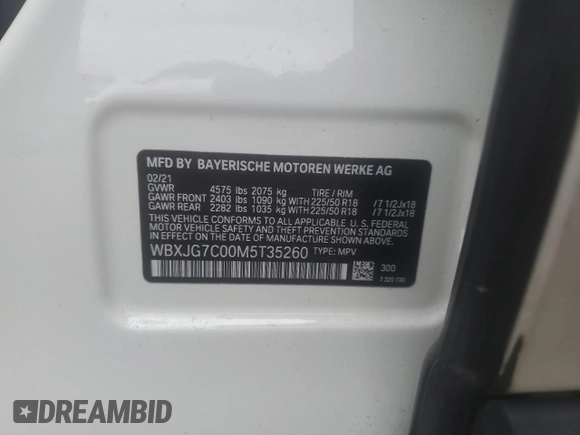 MFD BY BAYERISCHE MOTOREN WERKE AG
02/21
GVWR 4575 lbs 2075 kg TIRE / RIM
GAWR FRONT 2403 lbs 1090 kg WITH 225/50 R18 /7 1/2Jx18
GAWR REAR 2282 lbs 1035 kg WITH 225/50 R18 /7 1/2Jx18
THIS VEHICLE CONFORMS TO ALL APPLICABLE U.S. FEDERAL
MOTOR VEHICLE SAFETY, BUMPER, AND THEFT PREVENTION
STANDARDS IN EFFECT ON THE DATE OF MANUFACTURE SHOWN ABOVE.
WBXJG7C00M5T35260 TYPE: MPV
300
DREAMBID